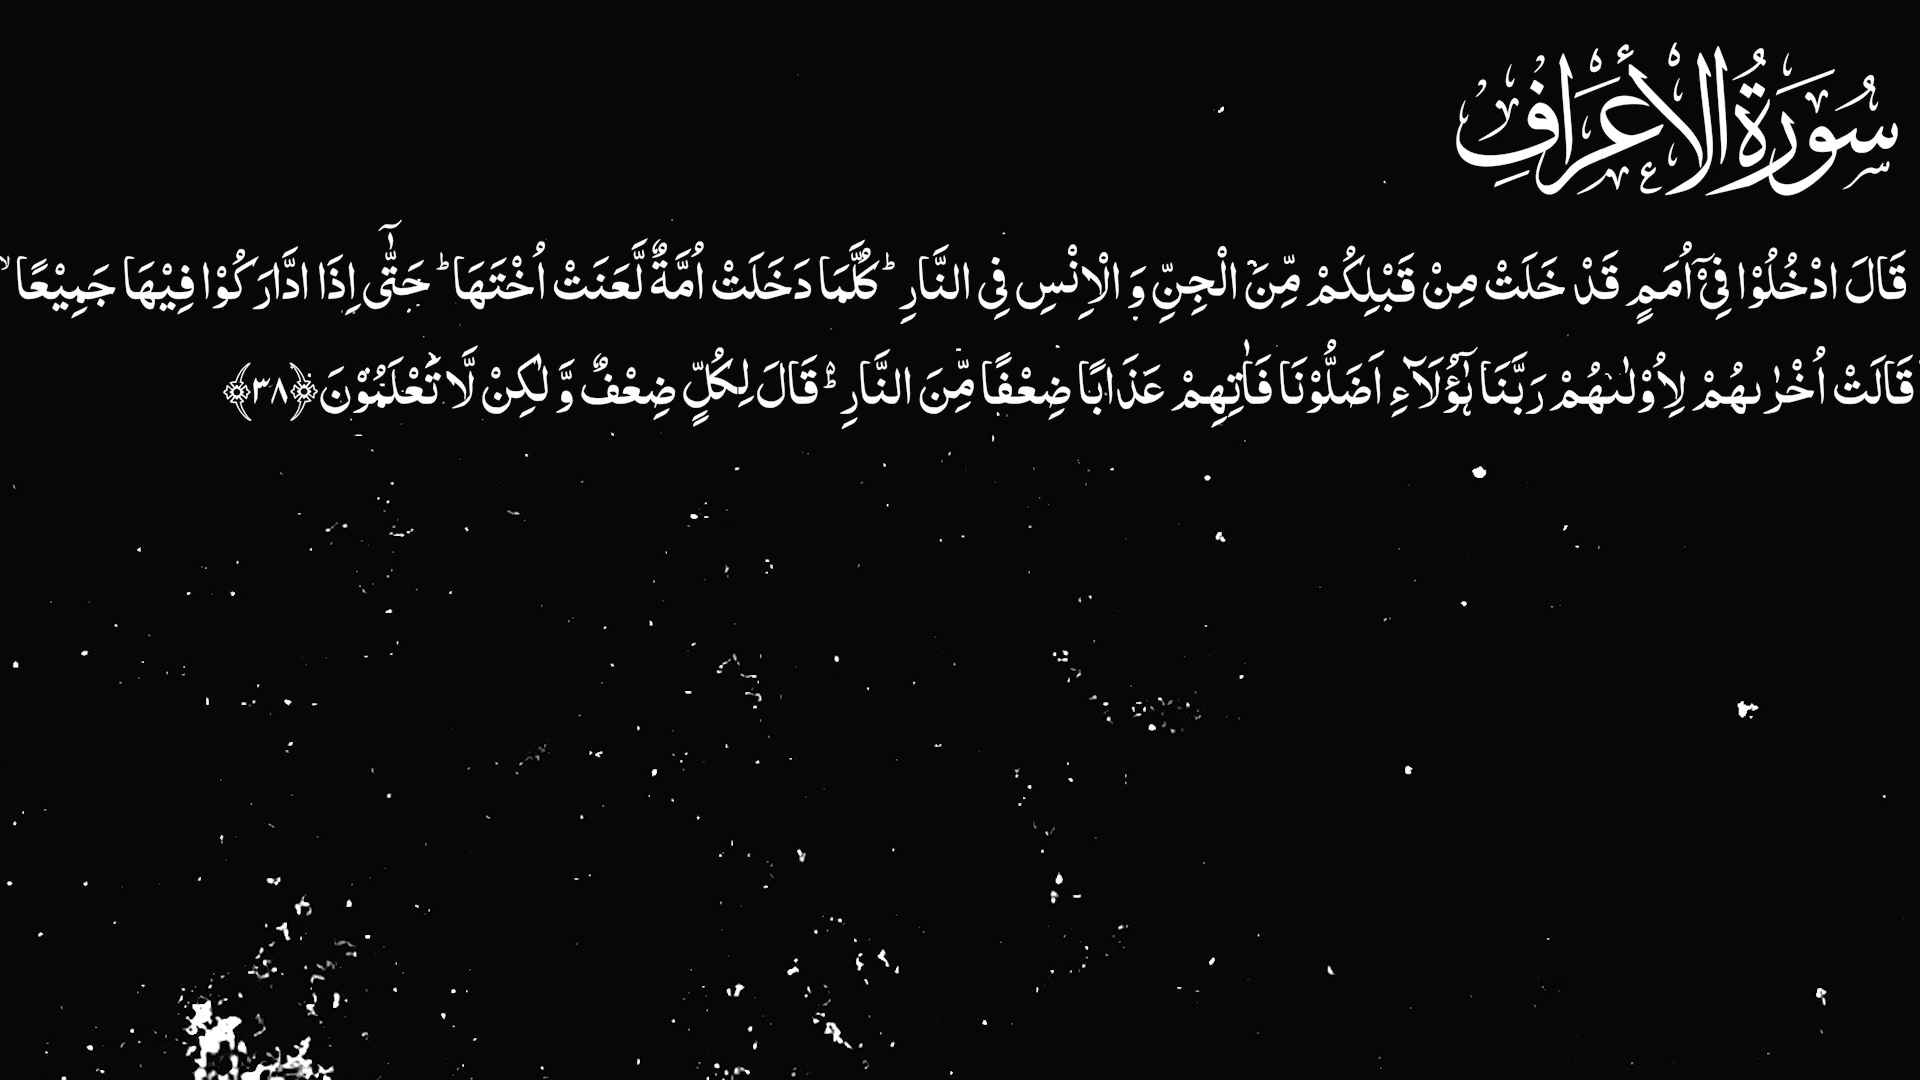 سُورَةُ الْأَعْرَافِ
قَالَ ادْخُلُوْا فِیْۤ اُمَمٍ قَدْ خَلَتْ مِنْ قَبْلِكُمْ مِّنَ الْجِنِّ وَ الْاِنْسِ فِی النَّارِ ؕ كُلَّمَا دَخَلَتْ اُمَّةٌ لَّعَنَتْ اُخْتَهَا ؕ حَتّٰۤی اِذَا ادَّارَكُوْا فِیْهَا جَمِیْعًا ۙ
قَالَتْ اُخْرٰىهُمْ لِاُوْلٰىهُمْ رَبَّنَا هٰۤؤُلَآءِ اَضَلُّوْنَا فَاٰتِهِمْ عَذَابًا ضِعْفًا مِّنَ النَّارِ ؕ۬ قَالَ لِكُلٍّ ضِعْفٌ وَّ لٰكِنْ لَّا تَعْلَمُوْنَ ﴿۳۸﴾